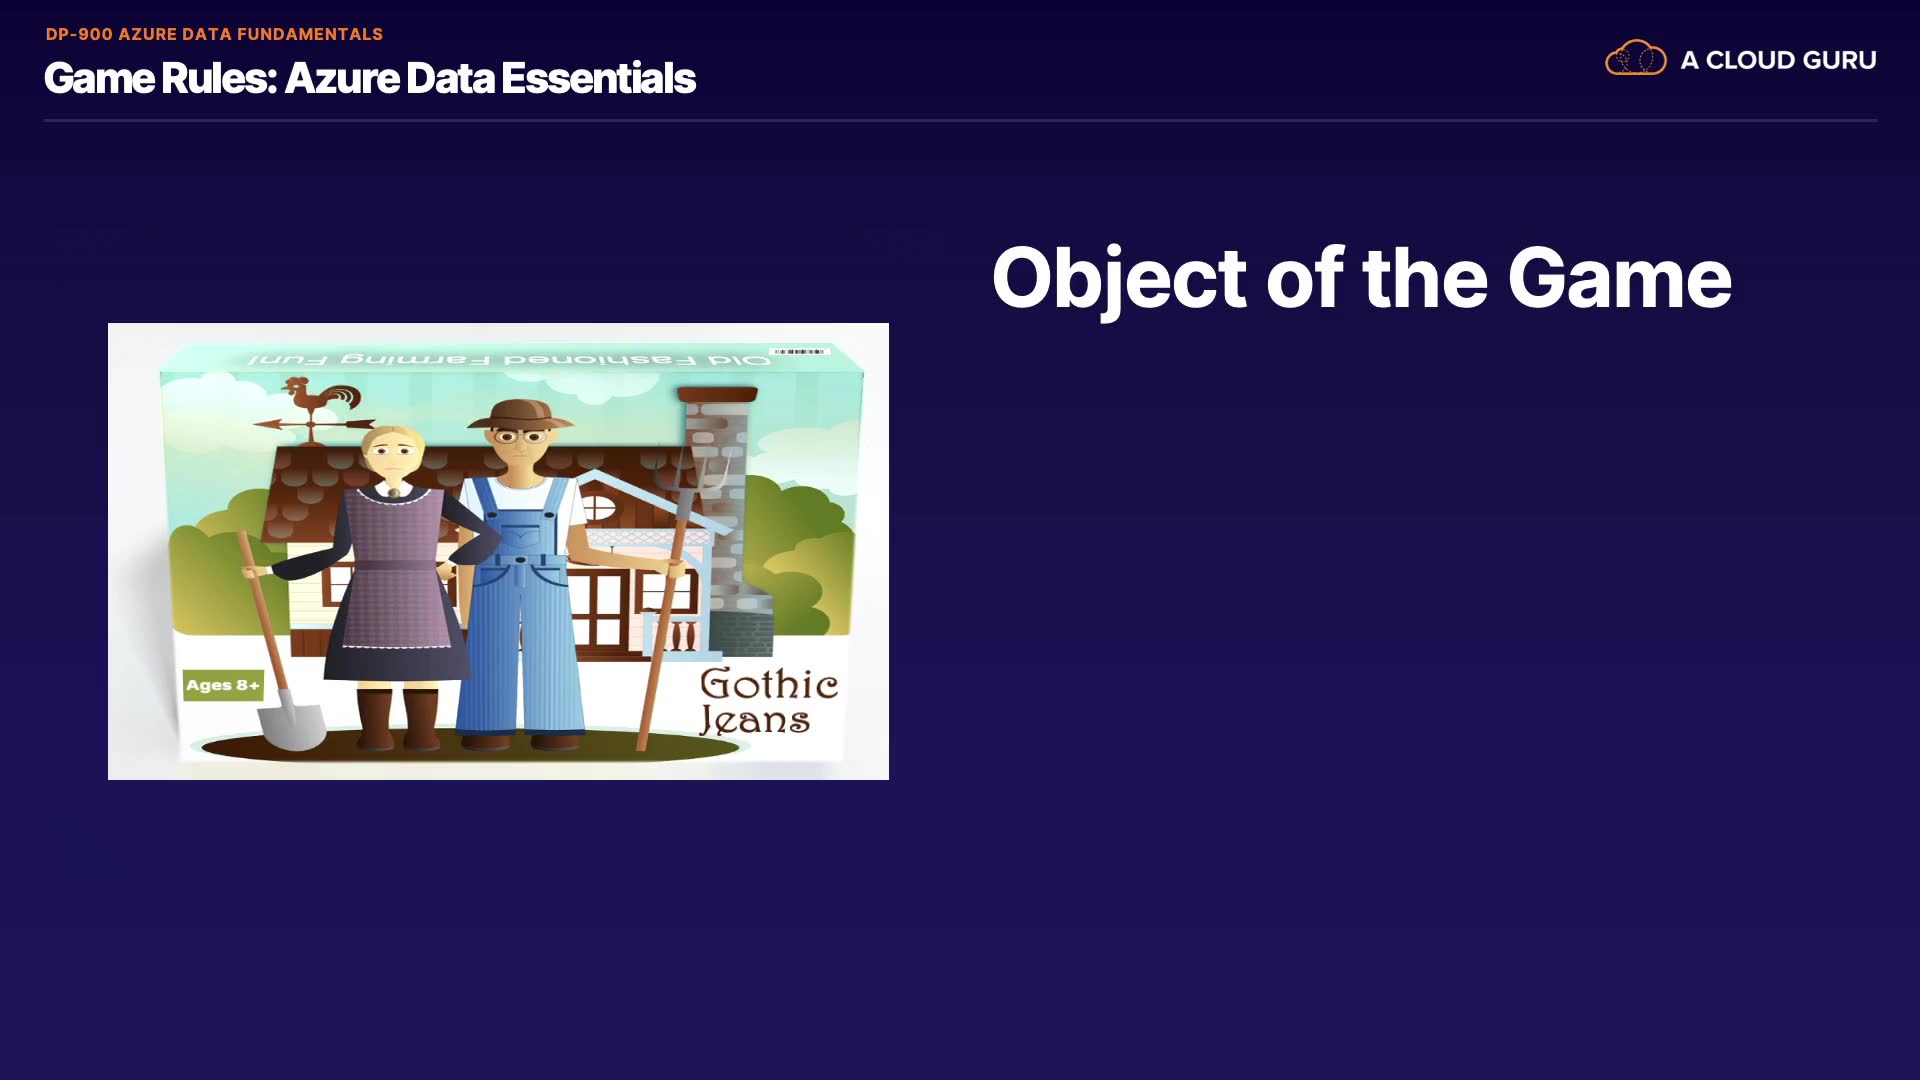 DP-900 AZURE DATA FUNDAMENTALS
Game Rules: Azure Data Essentials
A CLOUD GURU
Object of the Game
Old Fashioned Farming Fun!
Ages 8+
Gothic
Jeans